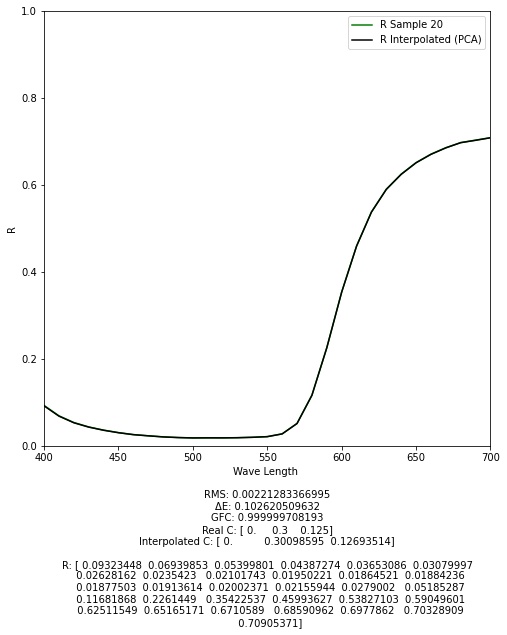 1.0
R Sample 20
R Interpolated (PCA)
0.8
0.6
R
0.4
0.2
0.0
400 450 500 550 600 650 700
Wave Length
RMS: 0.00221283366995
ΔE: 0.102620509632
GFC: 0.999999708193
Real C: [ 0. 0.3 0.125]
Interpolated C: [ 0. 0.30098595 0.12693514]
R: [ 0.09323448 0.06939853 0.05399801 0.04387274 0.03653086 0.03079997
0.02628162 0.0235423 0.02101743 0.01950221 0.01864521 0.01884236
0.01877503 0.01913614 0.02002371 0.02155944 0.0279002 0.05185287
0.11681868 0.2261449 0.35422537 0.45993627 0.53827103 0.59049601
0.62511549 0.65165171 0.6710589 0.68590962 0.6977862 0.70328909
0.70905371]